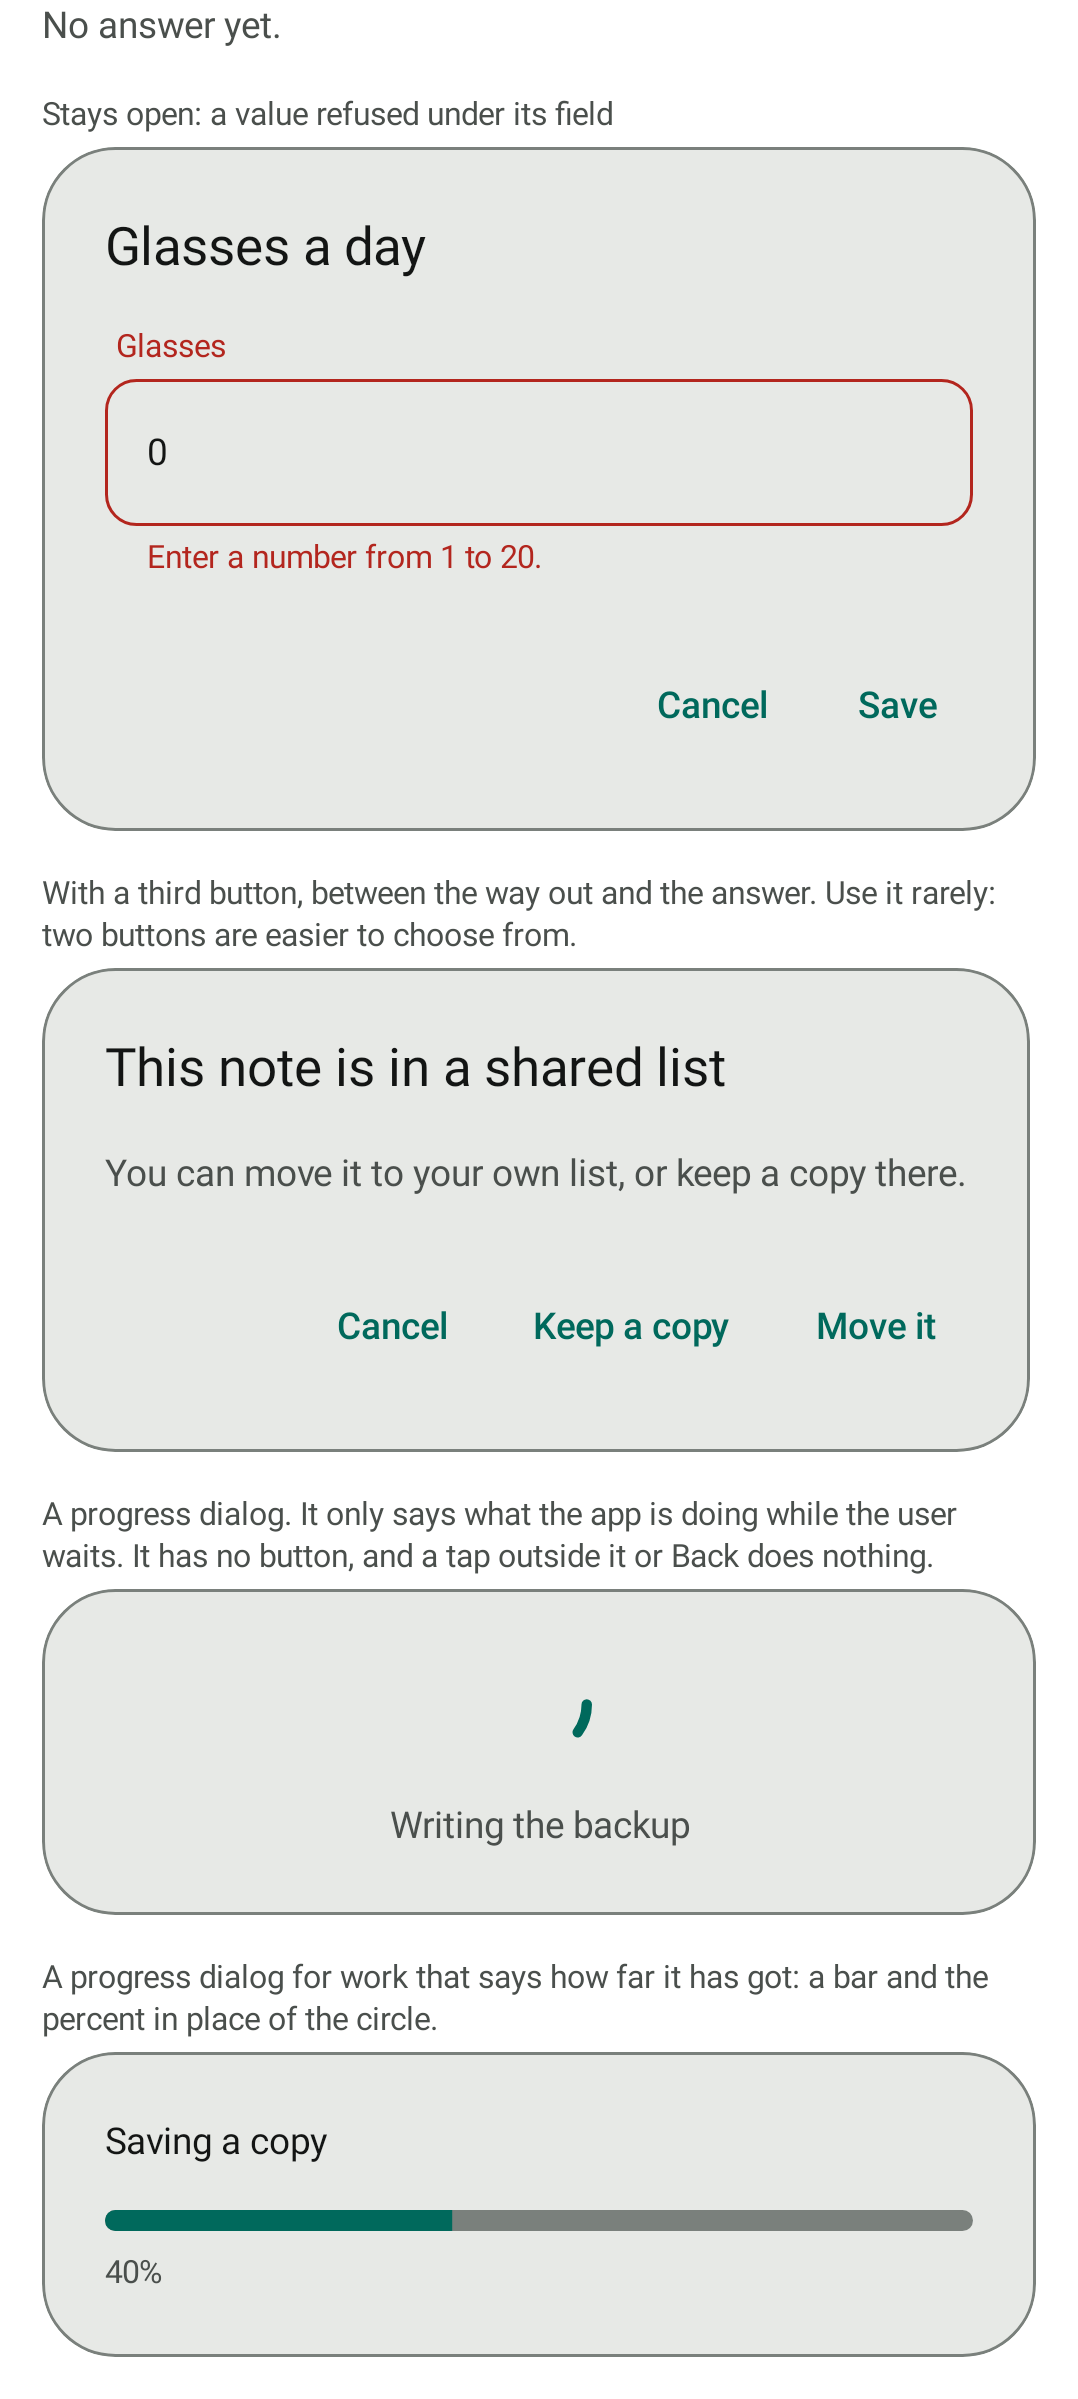 No answer yet.
Stays open: a value refused under its field
Glasses a day
Glasses
0
Enter a number from 1 to 20.
Cancel Save
With a third button, between the way out and the answer. Use it rarely:
two buttons are easier to choose from.
This note is in a shared list
You can move it to your own list, or keep a copy there.
Cancel Keep a copy Move it
A progress dialog. It only says what the app is doing while the user
waits. It has no button, and a tap outside it or Back does nothing.
Writing the backup
A progress dialog for work that says how far it has got: a bar and the
percent in place of the circle.
Saving a copy
40%